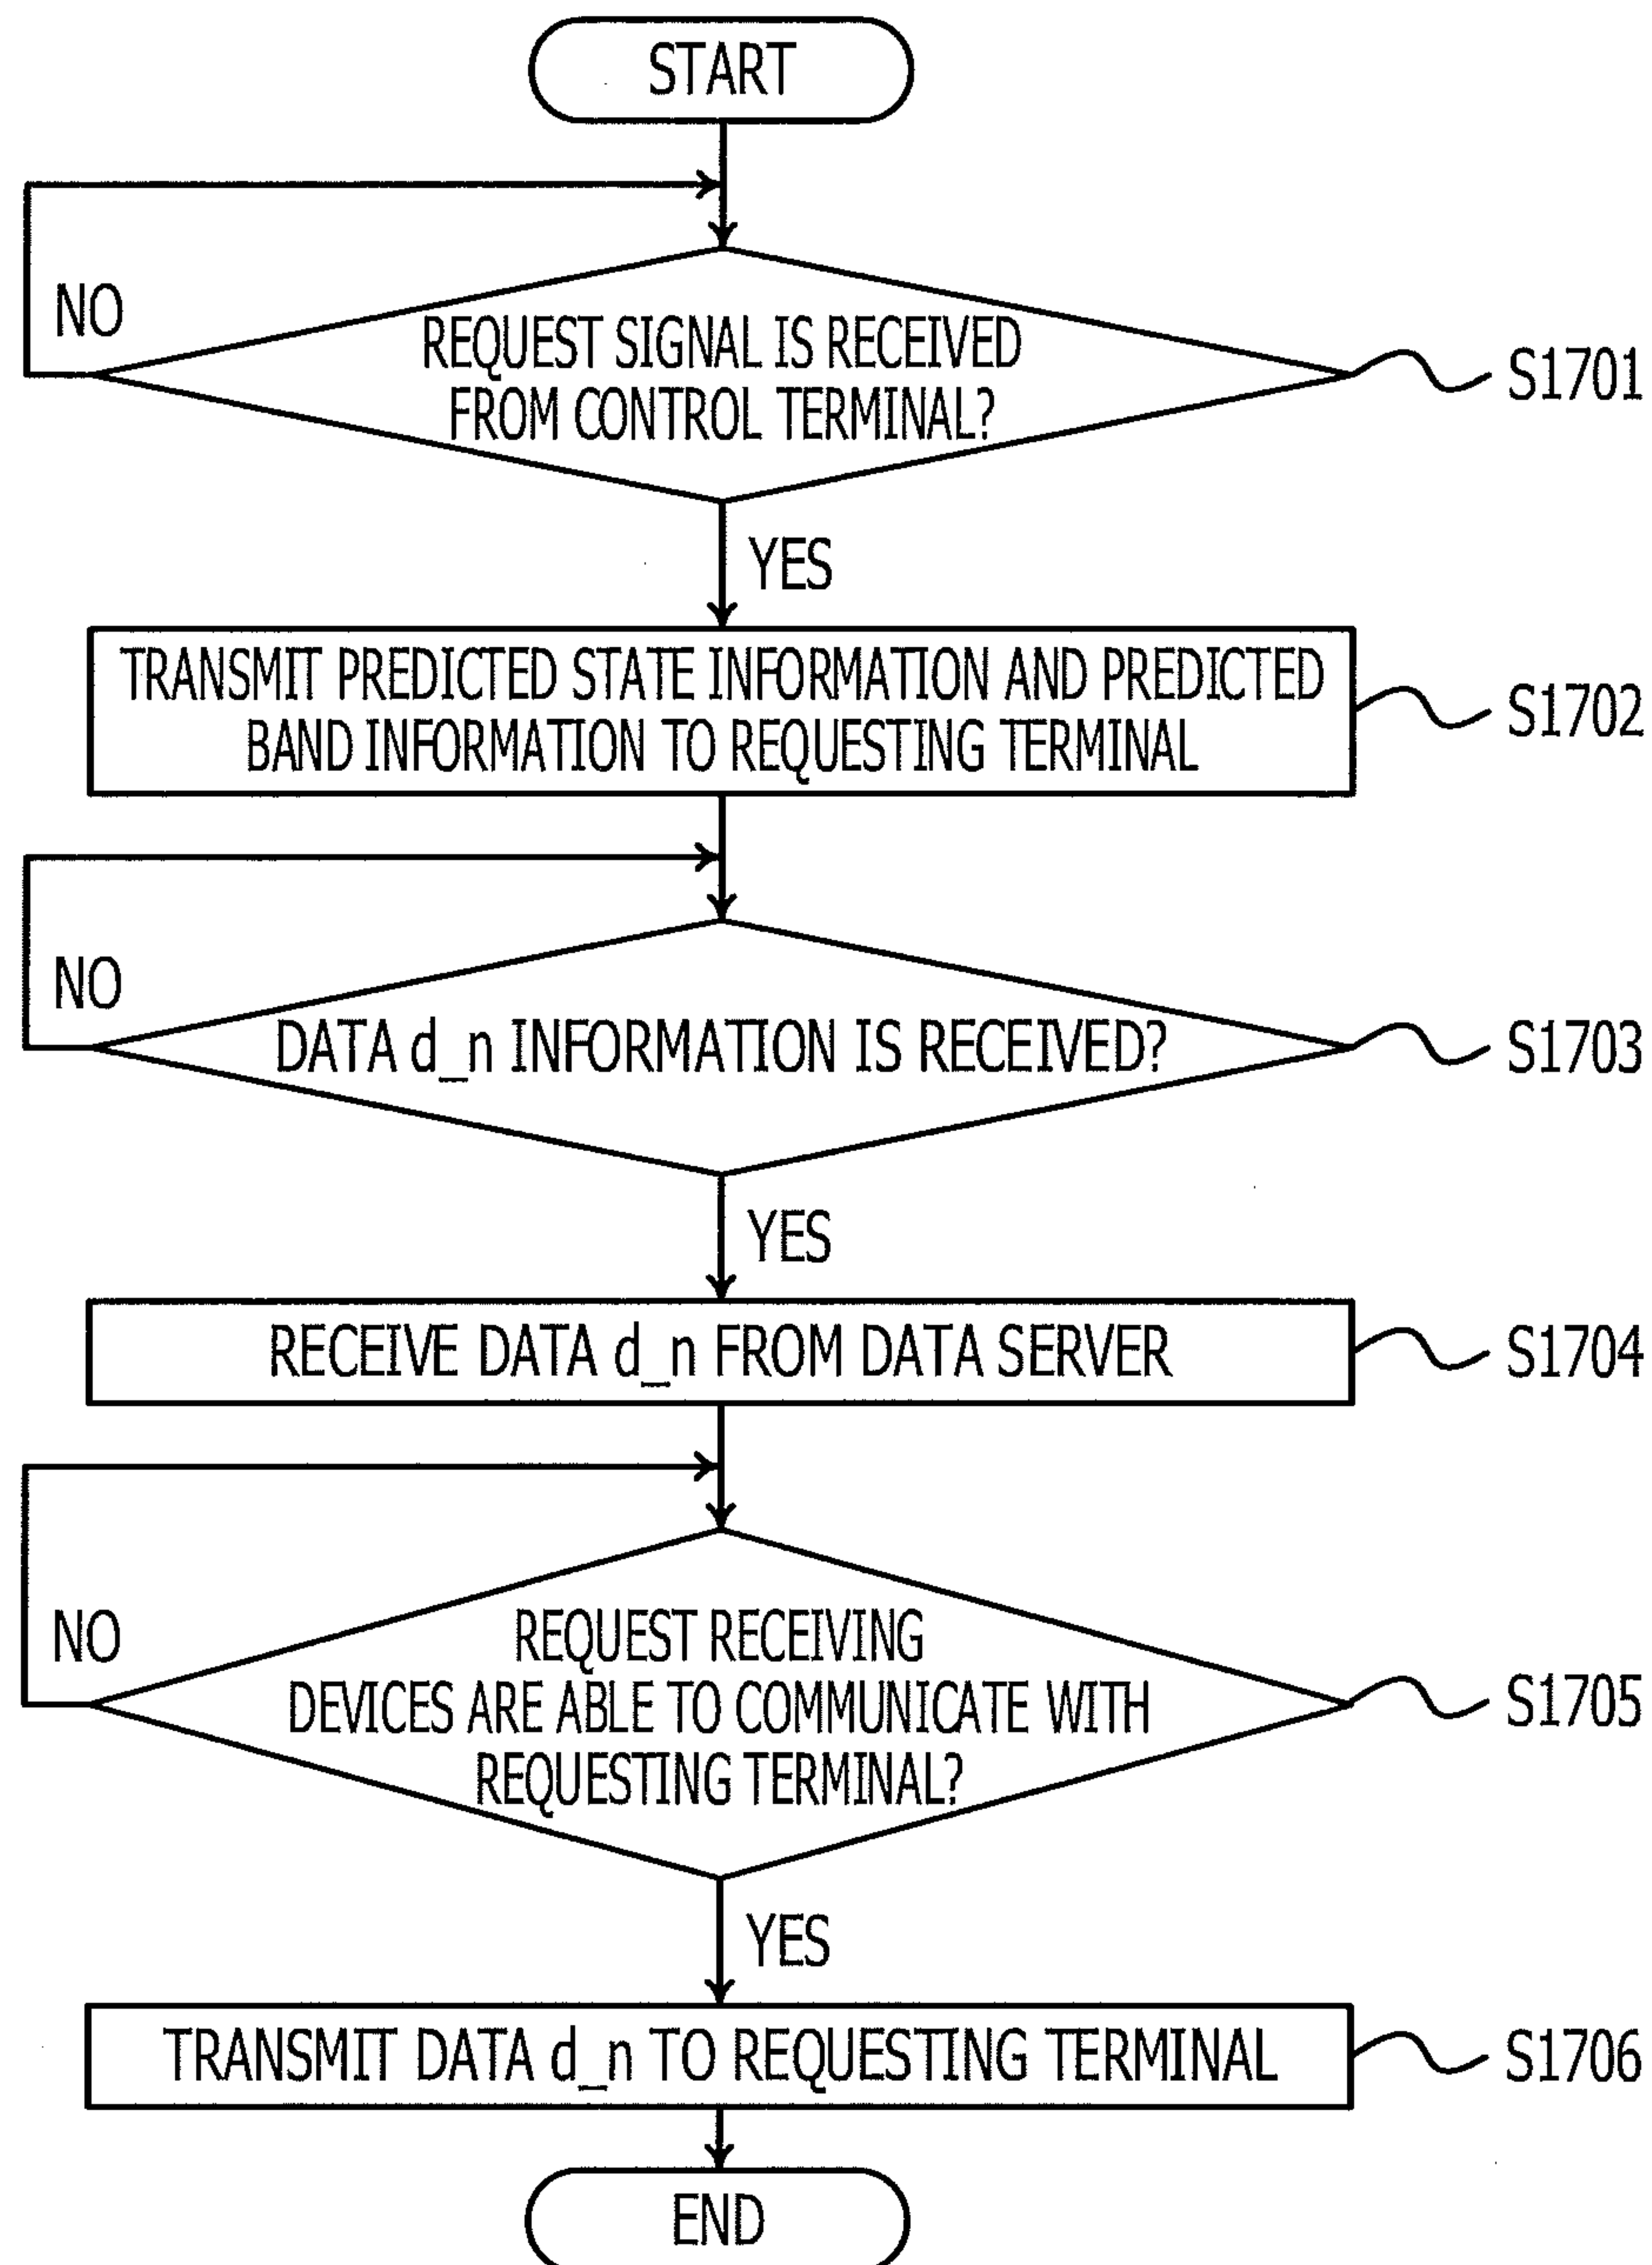 START
NO
REQUEST SIGNAL IS RECEIVED
FROM CONTROL TERMINAL?
S1701
YES
TRANSMIT PREDICTED STATE INFORMATION AND PREDICTED
BAND INFORMATION TO REQUESTING TERMINAL
S1702
NO
DATA d_n INFORMATION IS RECEIVED?
S1703
YES
RECEIVE DATA d_n FROM DATA SERVER
S1704
NO
REQUEST RECEIVING
DEVICES ARE ABLE TO COMMUNICATE WITH
REQUESTING TERMINAL?
S1705
YES
TRANSMIT DATA d_n TO REQUESTING TERMINAL
S1706
END